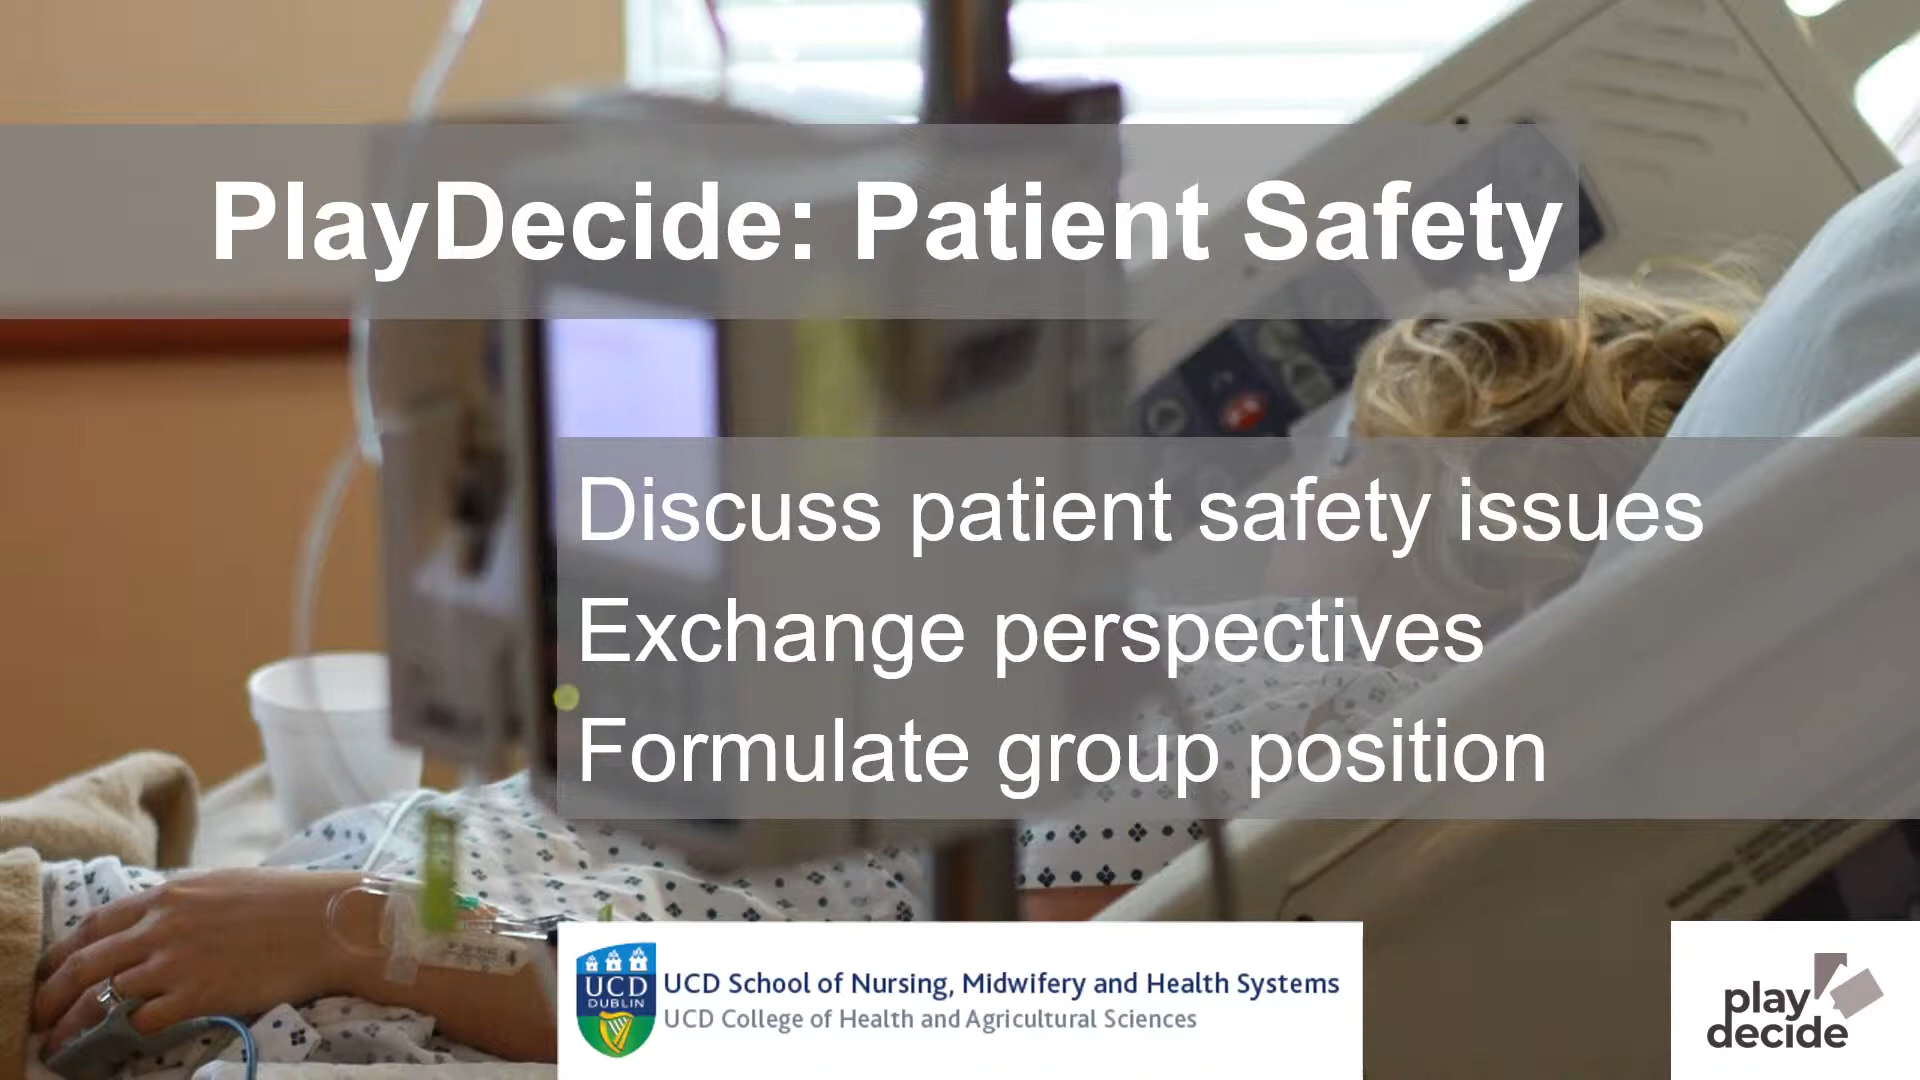 PlayDecide: Patient Safety
Discuss patient safety issues
Exchange perspectives
Formulate group position
UCD
DUBLIN
UCD School of Nursing, Midwifery and Health Systems
UCD College of Health and Agricultural Sciences
play
decide